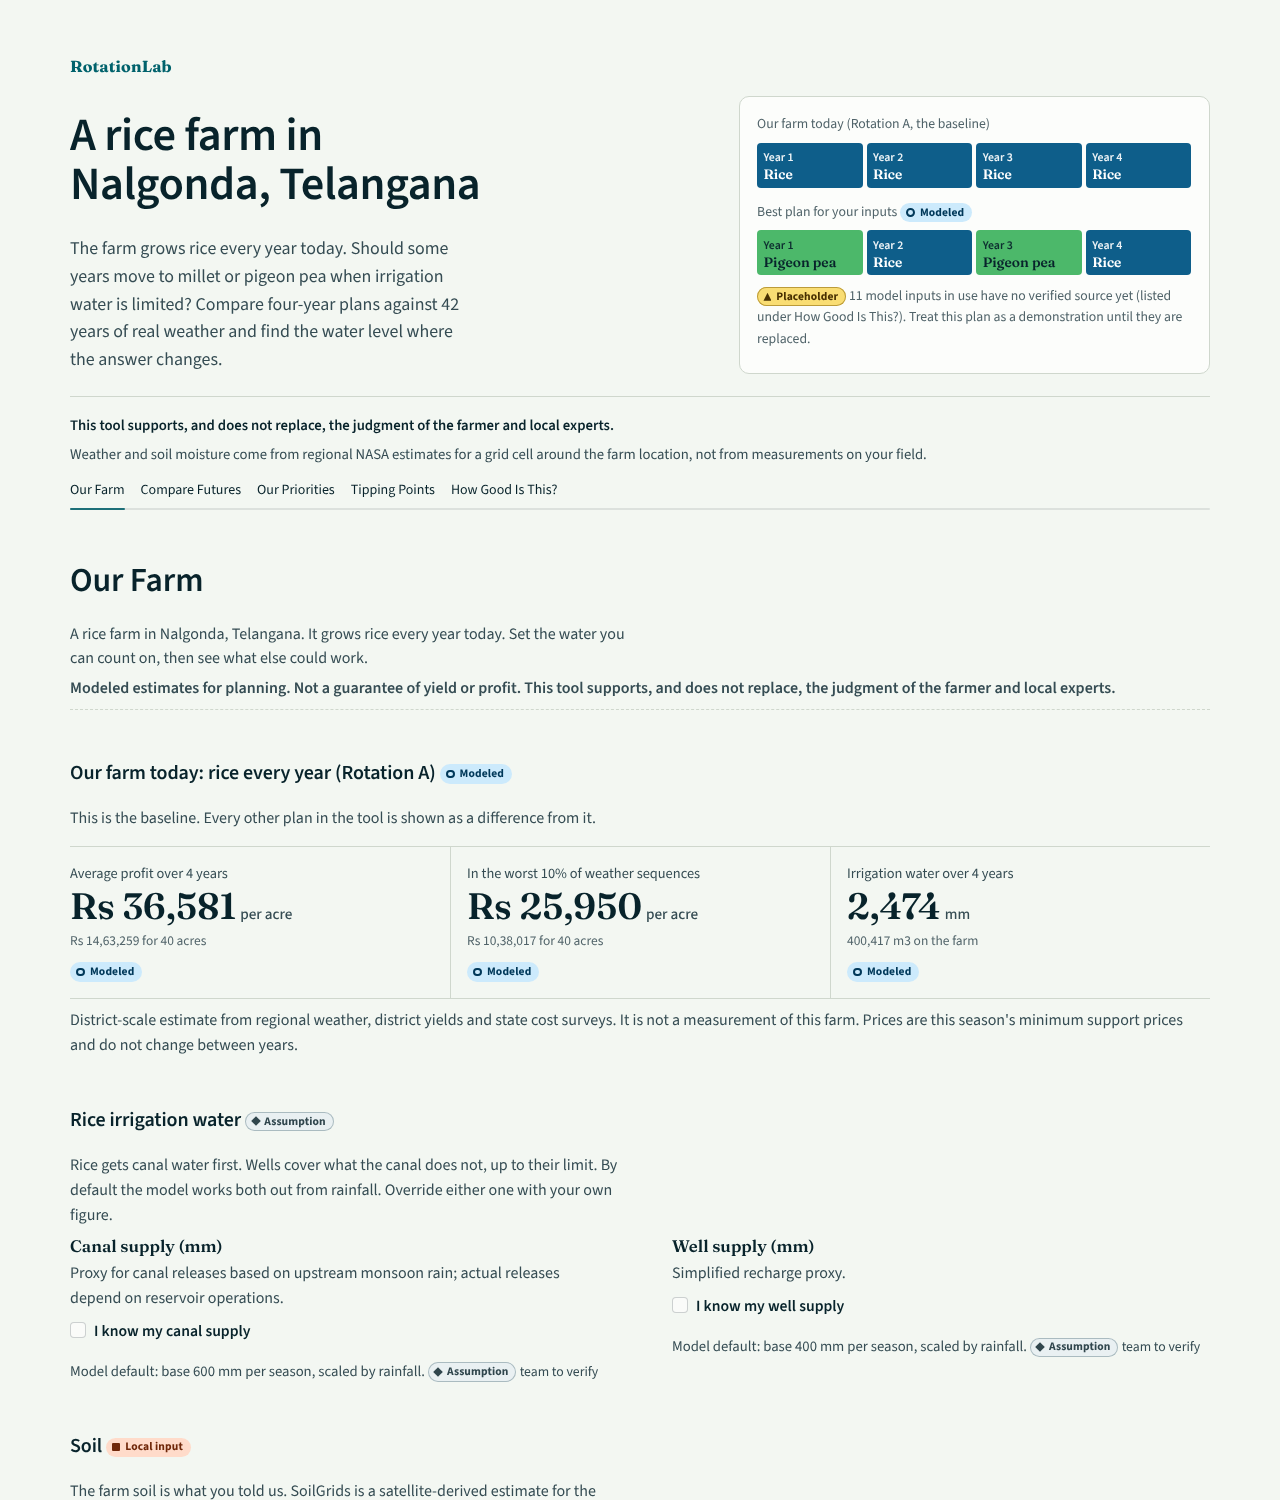 RotationLab
A rice farm in
Nalgonda, Telangana
The farm grows rice every year today. Should some
years move to millet or pigeon pea when irrigation
water is limited? Compare four-year plans against 42
years of real weather and find the water level where
the answer changes.
Our farm today (Rotation A, the baseline)
Year 1 Year 2 Year 3 Year 4
Rice Rice Rice Rice
Best plan for your inputs Modeled
Year 1 Year 2 Year 3 Year 4
Pigeon pea Rice Pigeon pea Rice
Placeholder 11 model inputs in use have no verified source yet (listed
under How Good Is This?). Treat this plan as a demonstration until they are
replaced.
This tool supports, and does not replace, the judgment of the farmer and local experts.
Weather and soil moisture come from regional NASA estimates for a grid cell around the farm location, not from measurements on your field.
Our Farm Compare Futures Our Priorities Tipping Points How Good Is This?
Our Farm
A rice farm in Nalgonda, Telangana. It grows rice every year today. Set the water you
can count on, then see what else could work.
Modeled estimates for planning. Not a guarantee of yield or profit. This tool supports, and does not replace, the judgment of the farmer and local experts.
Our farm today: rice every year (Rotation A) Modeled
This is the baseline. Every other plan in the tool is shown as a difference from it.
Average profit over 4 years
Rs 36,581 per acre
Rs 14,63,259 for 40 acres
Modeled
In the worst 10% of weather sequences
Rs 25,950 per acre
Rs 10,38,017 for 40 acres
Modeled
Irrigation water over 4 years
2,474 mm
400,417 m3 on the farm
Modeled
District-scale estimate from regional weather, district yields and state cost surveys. It is not a measurement of this farm. Prices are this season's minimum support prices
and do not change between years.
Rice irrigation water Assumption
Rice gets canal water first. Wells cover what the canal does not, up to their limit. By
default the model works both out from rainfall. Override either one with your own
figure.
Canal supply (mm)
Proxy for canal releases based on upstream monsoon rain; actual releases
depend on reservoir operations.
I know my canal supply
Model default: base 600 mm per season, scaled by rainfall. Assumption team to verify
Well supply (mm)
Simplified recharge proxy.
I know my well supply
Model default: base 400 mm per season, scaled by rainfall. Assumption team to verify
Soil Local input
The farm soil is what you told us. SoilGrids is a satellite-derived estimate for the